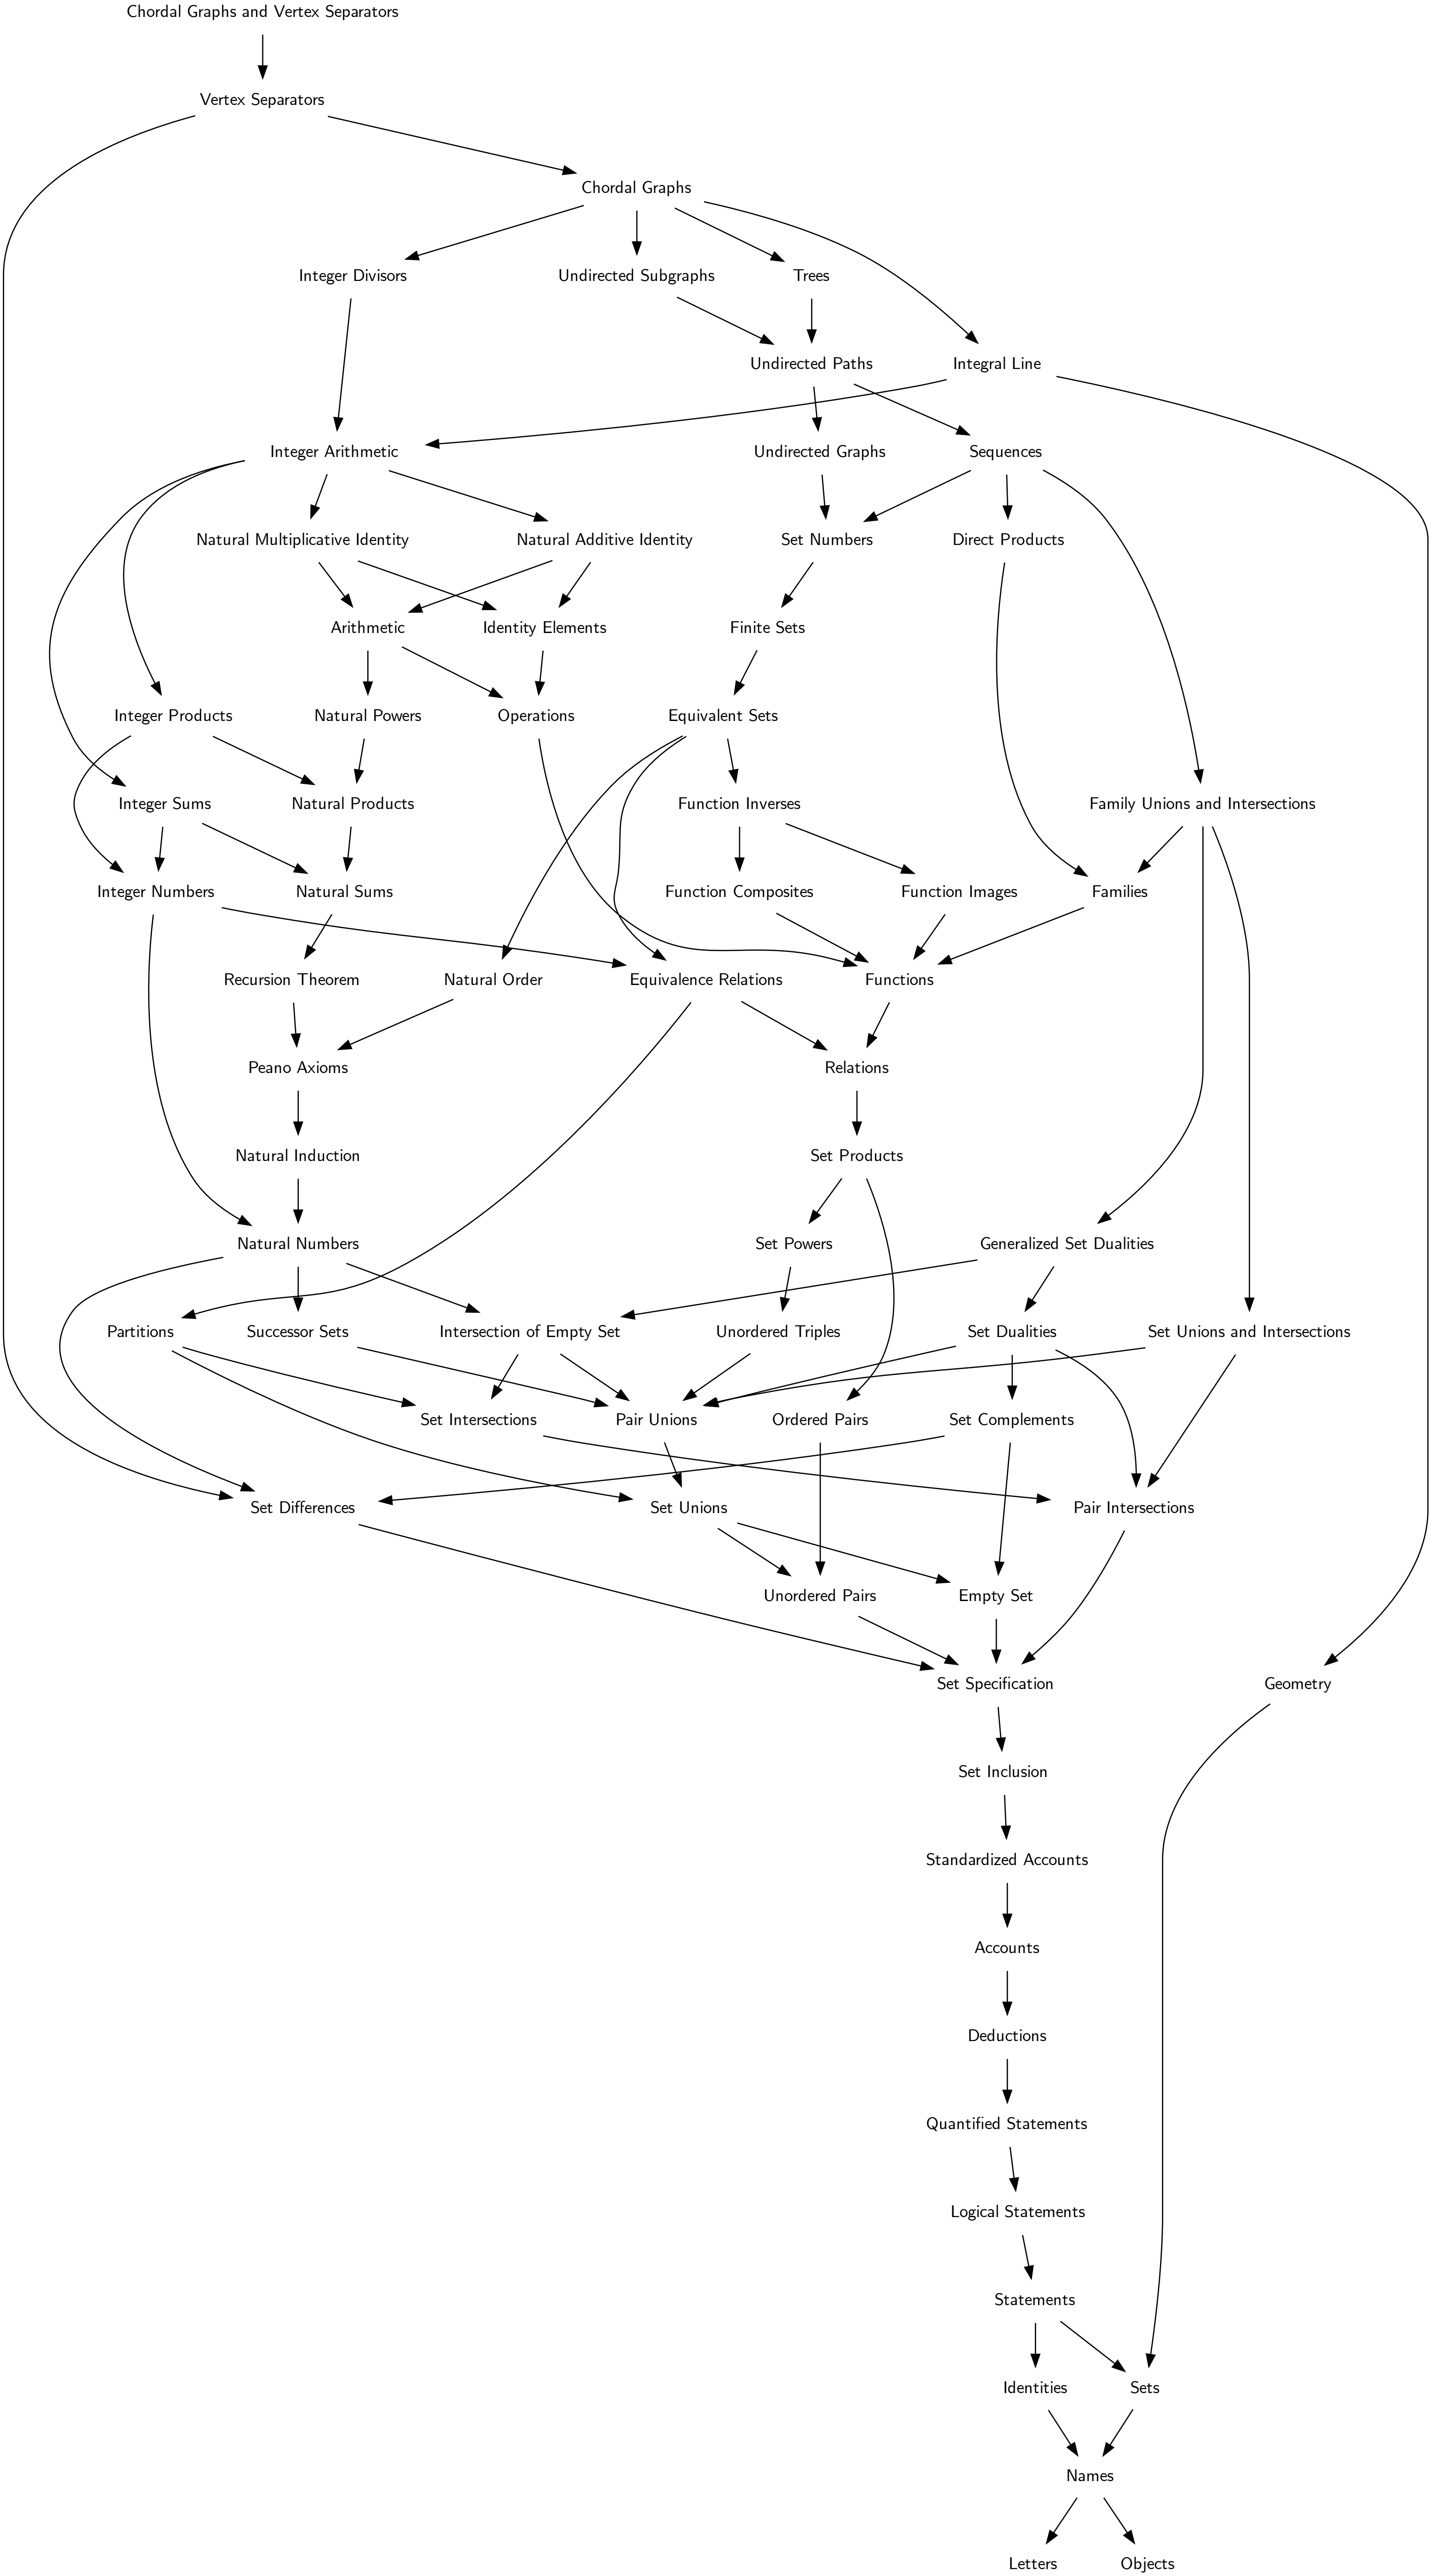 Chordal Graphs and Vertex Separators
Vertex Separators
Chordal Graphs
Integer Divisors
Undirected Subgraphs
Trees
Undirected Paths
Integral Line
Integer Arithmetic
Undirected Graphs
Sequences
Natural Multiplicative Identity
Natural Additive Identity
Set Numbers
Direct Products
Arithmetic
Identity Elements
Finite Sets
Integer Products
Natural Powers
Operations
Equivalent Sets
Integer Sums
Natural Products
Function Inverses
Family Unions and Intersections
Integer Numbers
Natural Sums
Function Composites
Function Images
Families
Recursion Theorem
Natural Order
Equivalence Relations
Functions
Peano Axioms
Relations
Natural Induction
Set Products
Natural Numbers
Set Powers
Generalized Set Dualities
Partitions
Successor Sets
Intersection of Empty Set
Unordered Triples
Set Dualities
Set Unions and Intersections
Set Intersections
Pair Unions
Ordered Pairs
Set Complements
Set Differences
Set Unions
Pair Intersections
Unordered Pairs
Empty Set
Set Specification
Geometry
Set Inclusion
Standardized Accounts
Accounts
Deductions
Quantified Statements
Logical Statements
Statements
Identities
Sets
Names
Letters
Objects